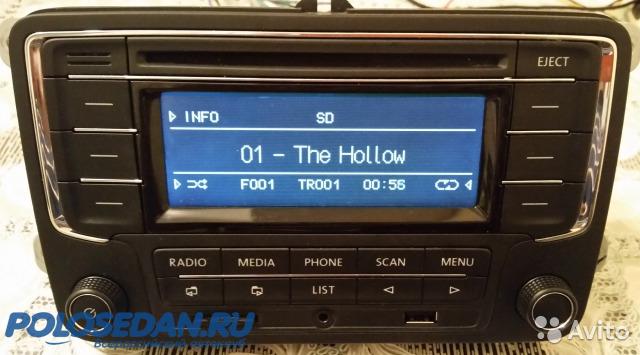 EJECT
INFO SD
01 - The Hollow
F001 TR001 00:56
RADIO MEDIA PHONE SCAN MENU
LIST
POLOSEDAN.RU
Avito